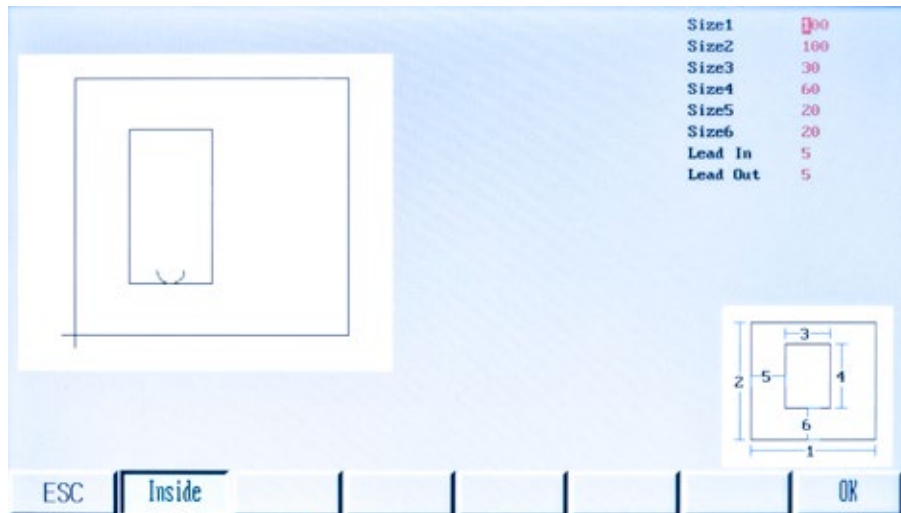 Size1 100
Size2 100
Size3 30
Size4 60
Size5 20
Size6 20
Lead In 5
Lead Out 5
3
2 5 4
6
1
ESC Inside OK